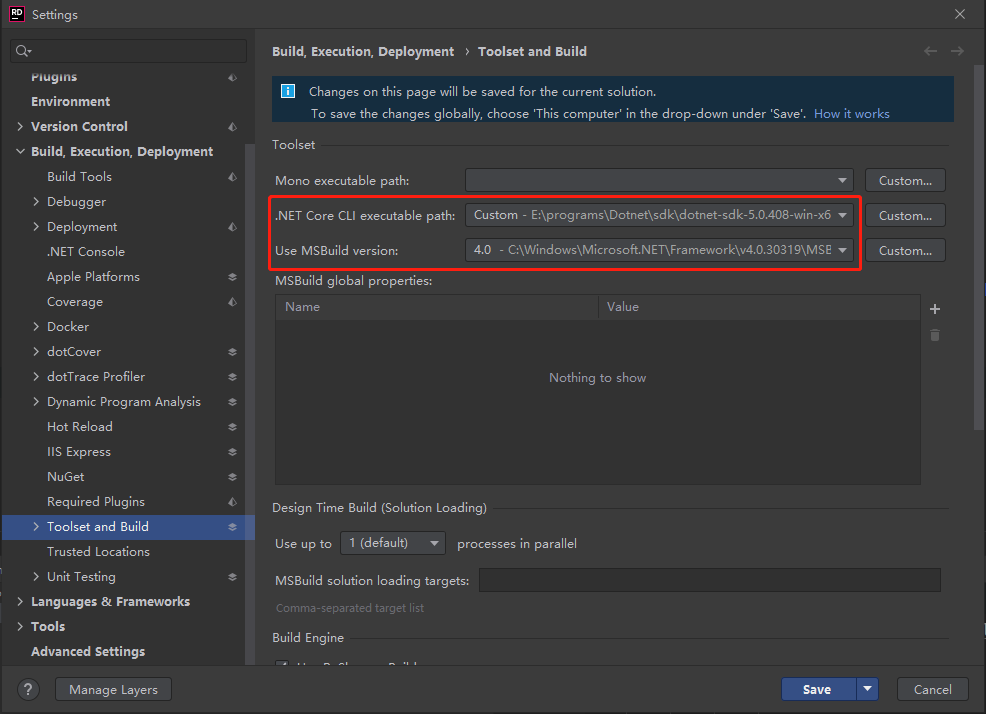 RD
Settings
Plugins
Environment
Version Control
Build, Execution, Deployment
Build Tools
Debugger
Deployment
.NET Console
Apple Platforms
Coverage
Docker
dotCover
dotTrace Profiler
Dynamic Program Analysis
Hot Reload
IIS Express
NuGet
Required Plugins
Toolset and Build
Trusted Locations
Unit Testing
Languages & Frameworks
Tools
Advanced Settings
Build, Execution, Deployment › Toolset and Build
Changes on this page will be saved for the current solution.
To save the changes globally, choose 'This computer' in the drop-down under 'Save'. How it works
Toolset
Mono executable path: Custom...
.NET Core CLI executable path: Custom - E:\programs\Dotnet\sdk\dotnet-sdk-5.0.408-win-x6 Custom...
Use MSBuild version: 4.0 - C:\Windows\Microsoft.NET\Framework\v4.0.30319\MSB Custom...
MSBuild global properties:
Name Value
Nothing to show
Design Time Build (Solution Loading)
Use up to 1 (default) processes in parallel
MSBuild solution loading targets:
Comma-separated target list
Build Engine
? Manage Layers Save Cancel